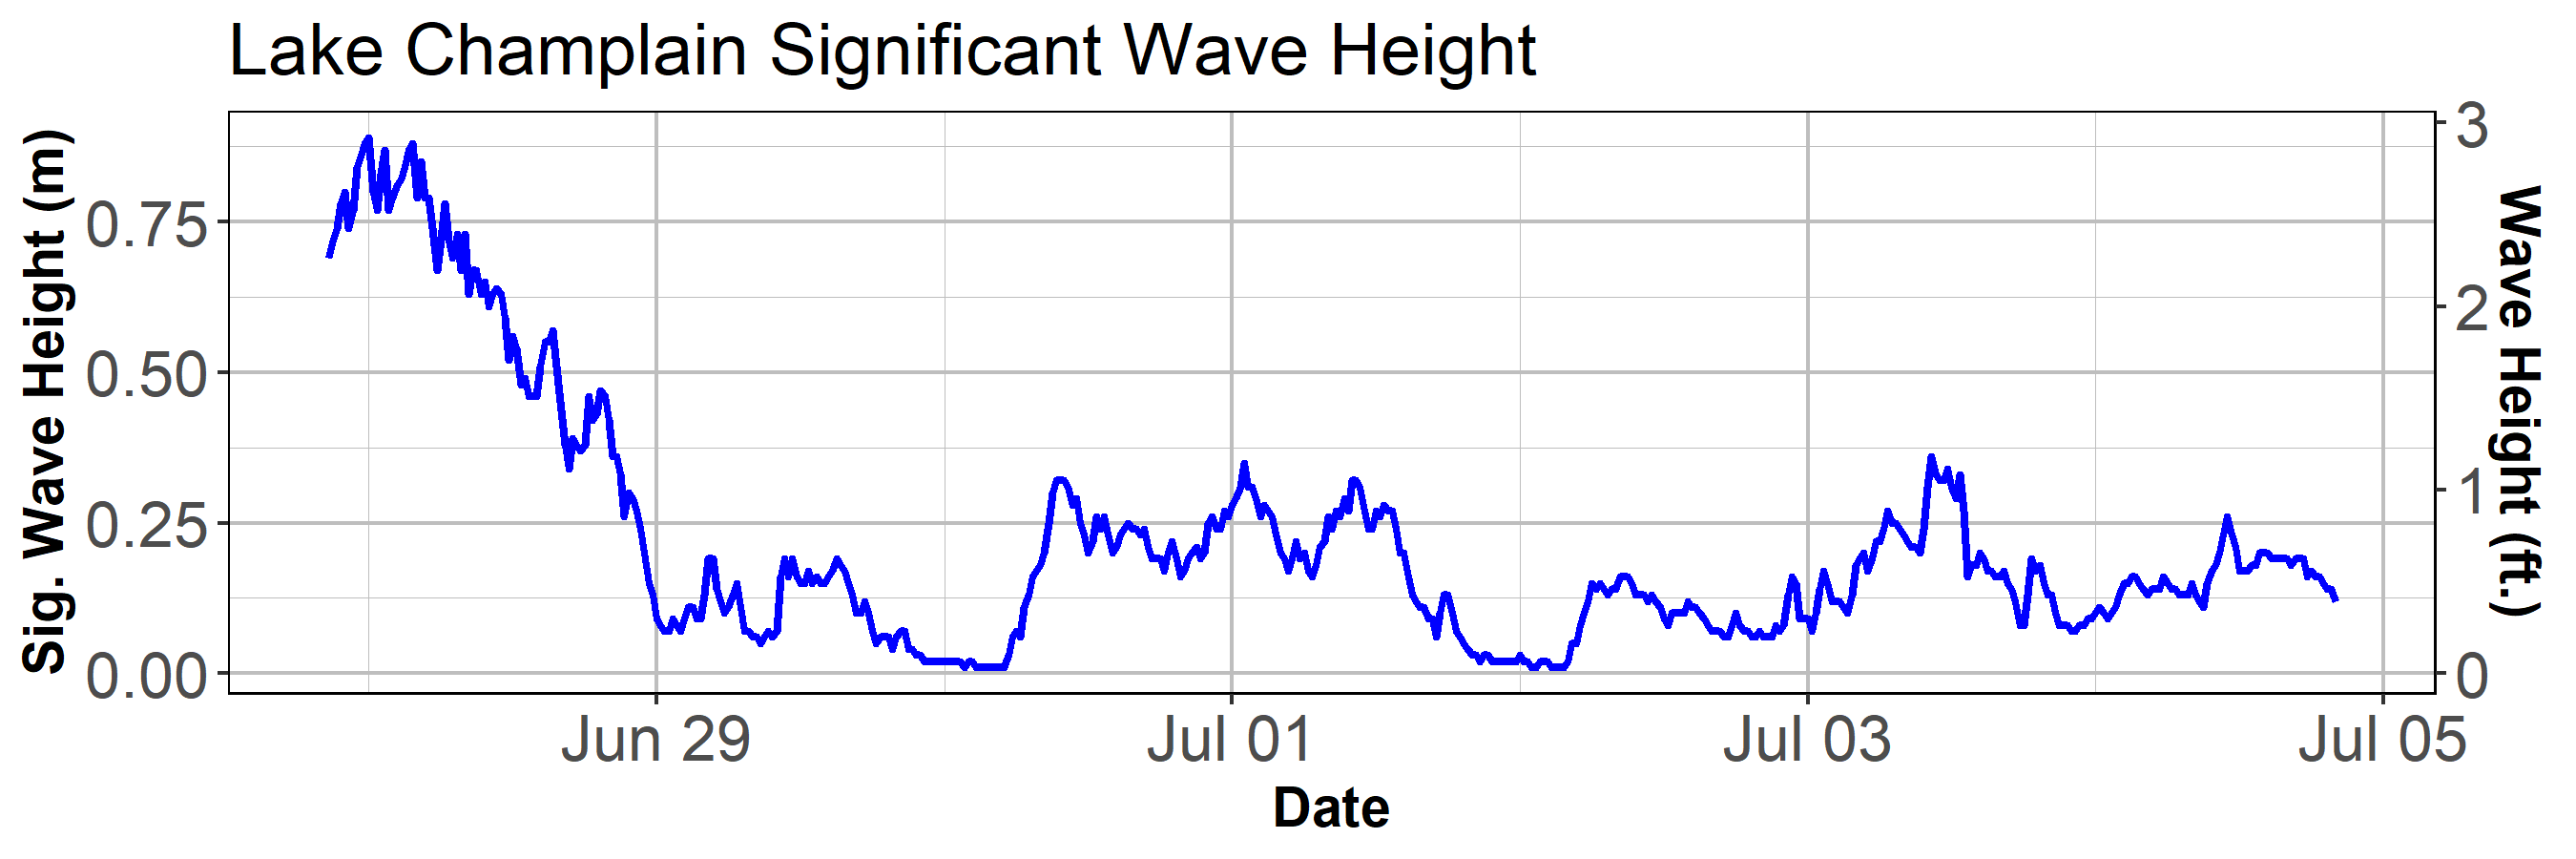 Lake Champlain Significant Wave Height
Sig. Wave Height (m)
0.75
0.50
0.25
0.00
3
2
1
0
Wave Height (ft.)
Jun 29
Jul 01
Jul 03
Jul 05
Date